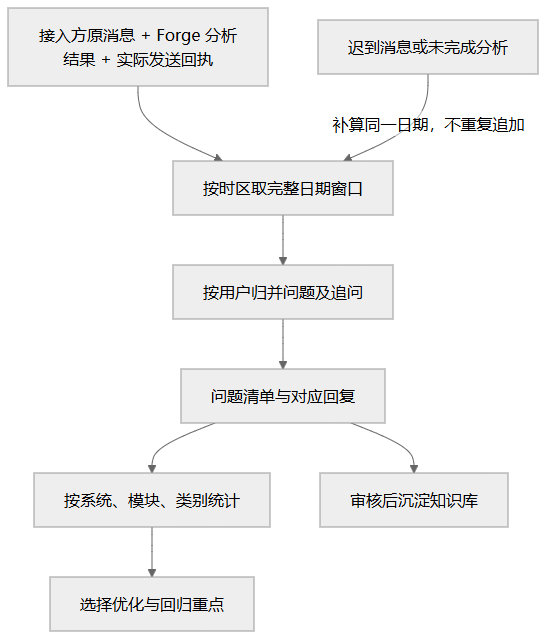 接入方原消息 + Forge 分析
结果 + 实际发送回执
迟到消息或未完成分析
补算同一日期，不重复追加
按时区取完整日期窗口
按用户归并问题及追问
问题清单与对应回复
按系统、模块、类别统计
审核后沉淀知识库
选择优化与回归重点